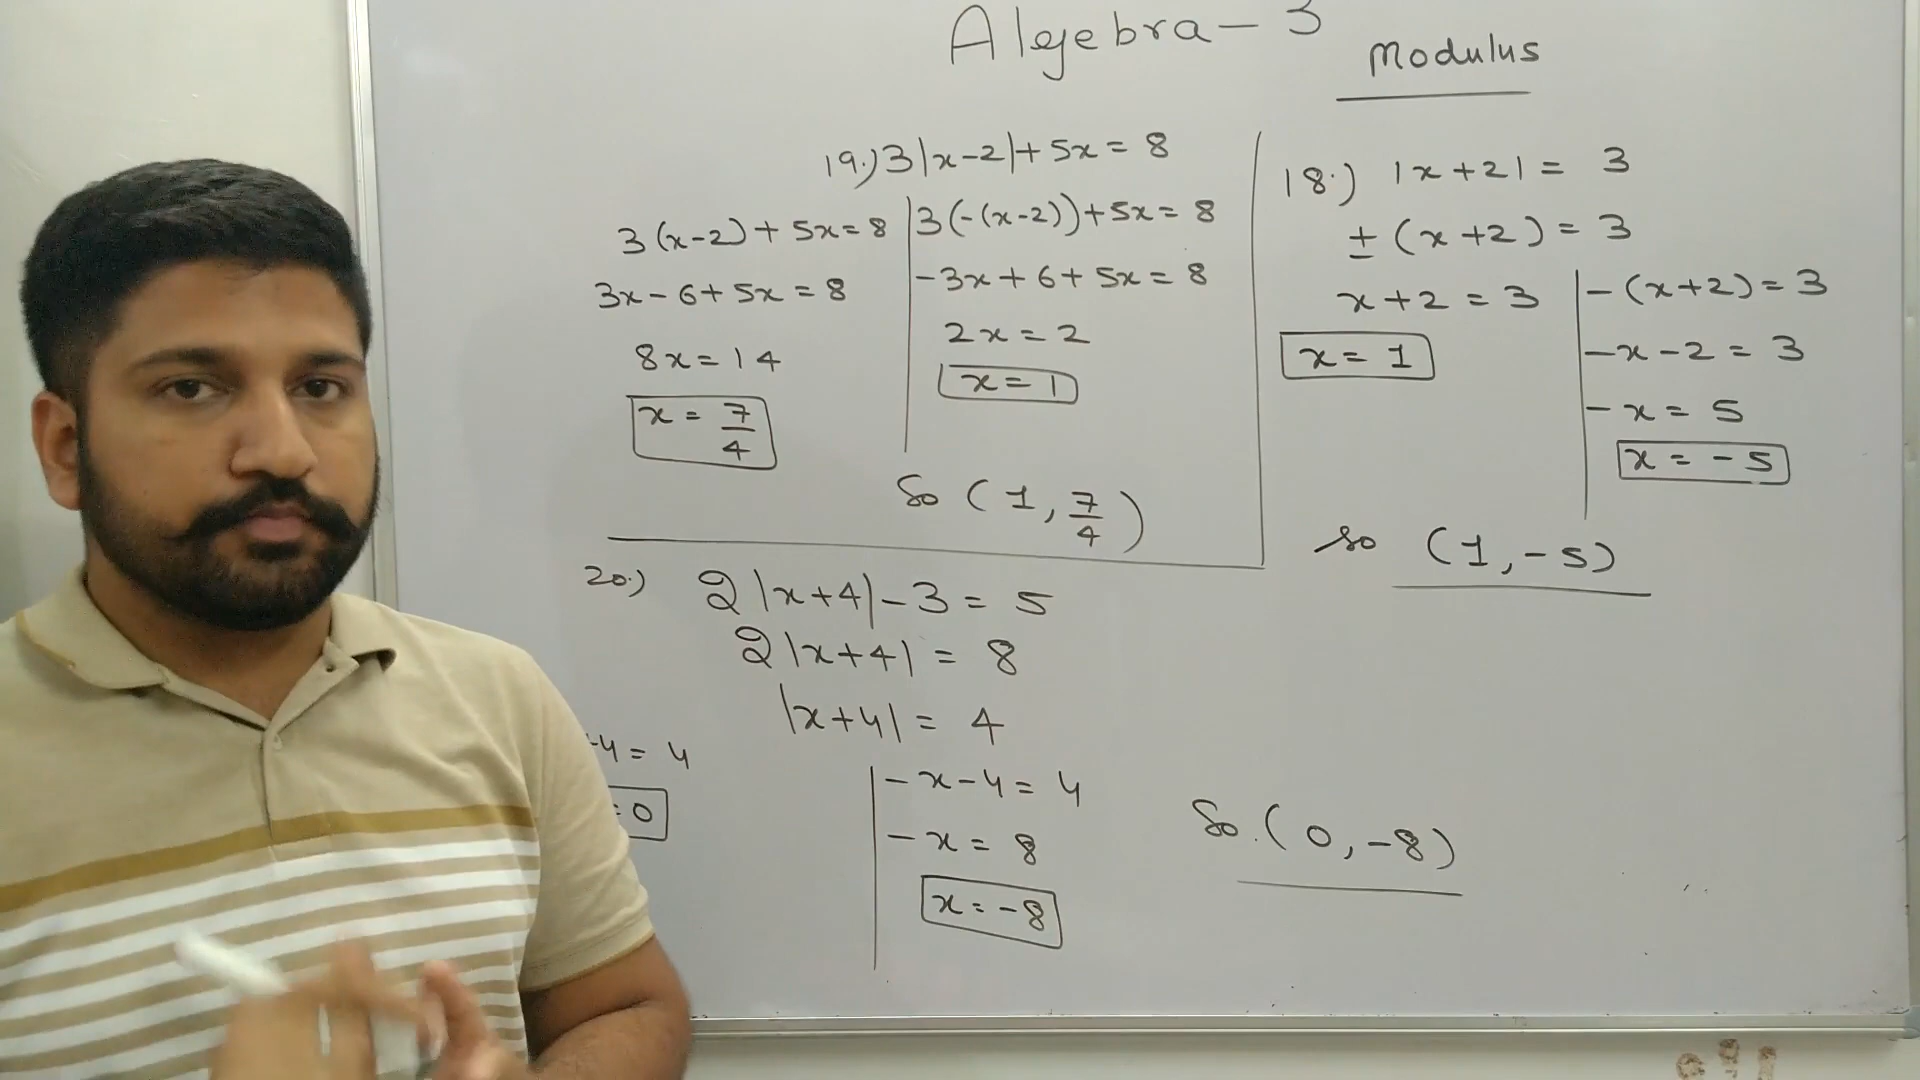 Algebra-3
Modulus
19.) 3|x-2|+5x=8
3(x-2)+5x=8
3x-6+5x=8
8x=14
x=7/4
3(-(x-2))+5x=8
-3x+6+5x=8
2x=2
x=1
So (1, 7/4)
18.) |x+2|=3
±(x+2)=3
x+2=3
x=1
-(x+2)=3
-x-2=3
-x=5
x=-5
so (1,-5)
20.) 2|x+4|-3=5
2|x+4|=8
|x+4|=4
-4=4
=0
-x-4=4
-x=8
x=-8
So.(0,-8)